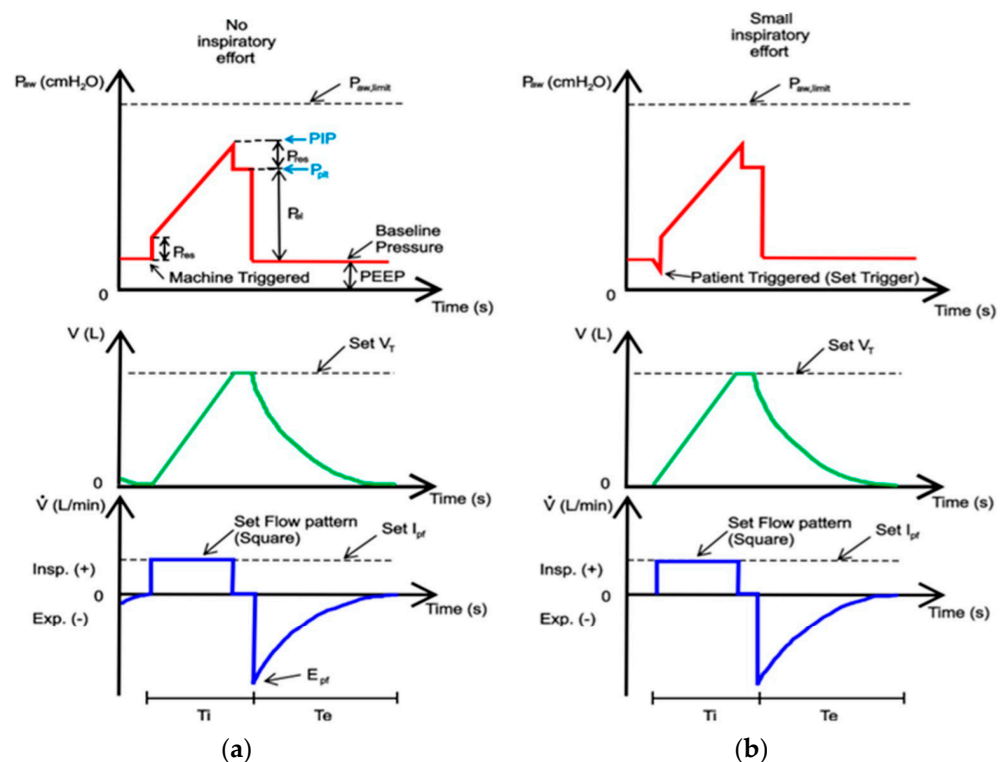 No
inspiratory
effort
Paw (cmH₂O)
Paw,limit
PIP
Pres
Pplt
Pel
Pres
Baseline
Pressure
Machine Triggered
PEEP
0
Time (s)
V (L)
Set VT
0
Time (s)
V̇ (L/min)
Set Flow pattern
(Square)
Set Ipf
Insp. (+)
0
Time (s)
Exp. (-)
Epf
Ti
Te
(a)
Small
inspiratory
effort
Paw (cmH₂O)
Paw,limit
Patient Triggered (Set Trigger)
0
Time (s)
V (L)
Set VT
0
Time (s)
V̇ (L/min)
Set Flow pattern
(Square)
Set Ipf
Insp. (+)
0
Time (s)
Exp. (-)
Ti
Te
(b)